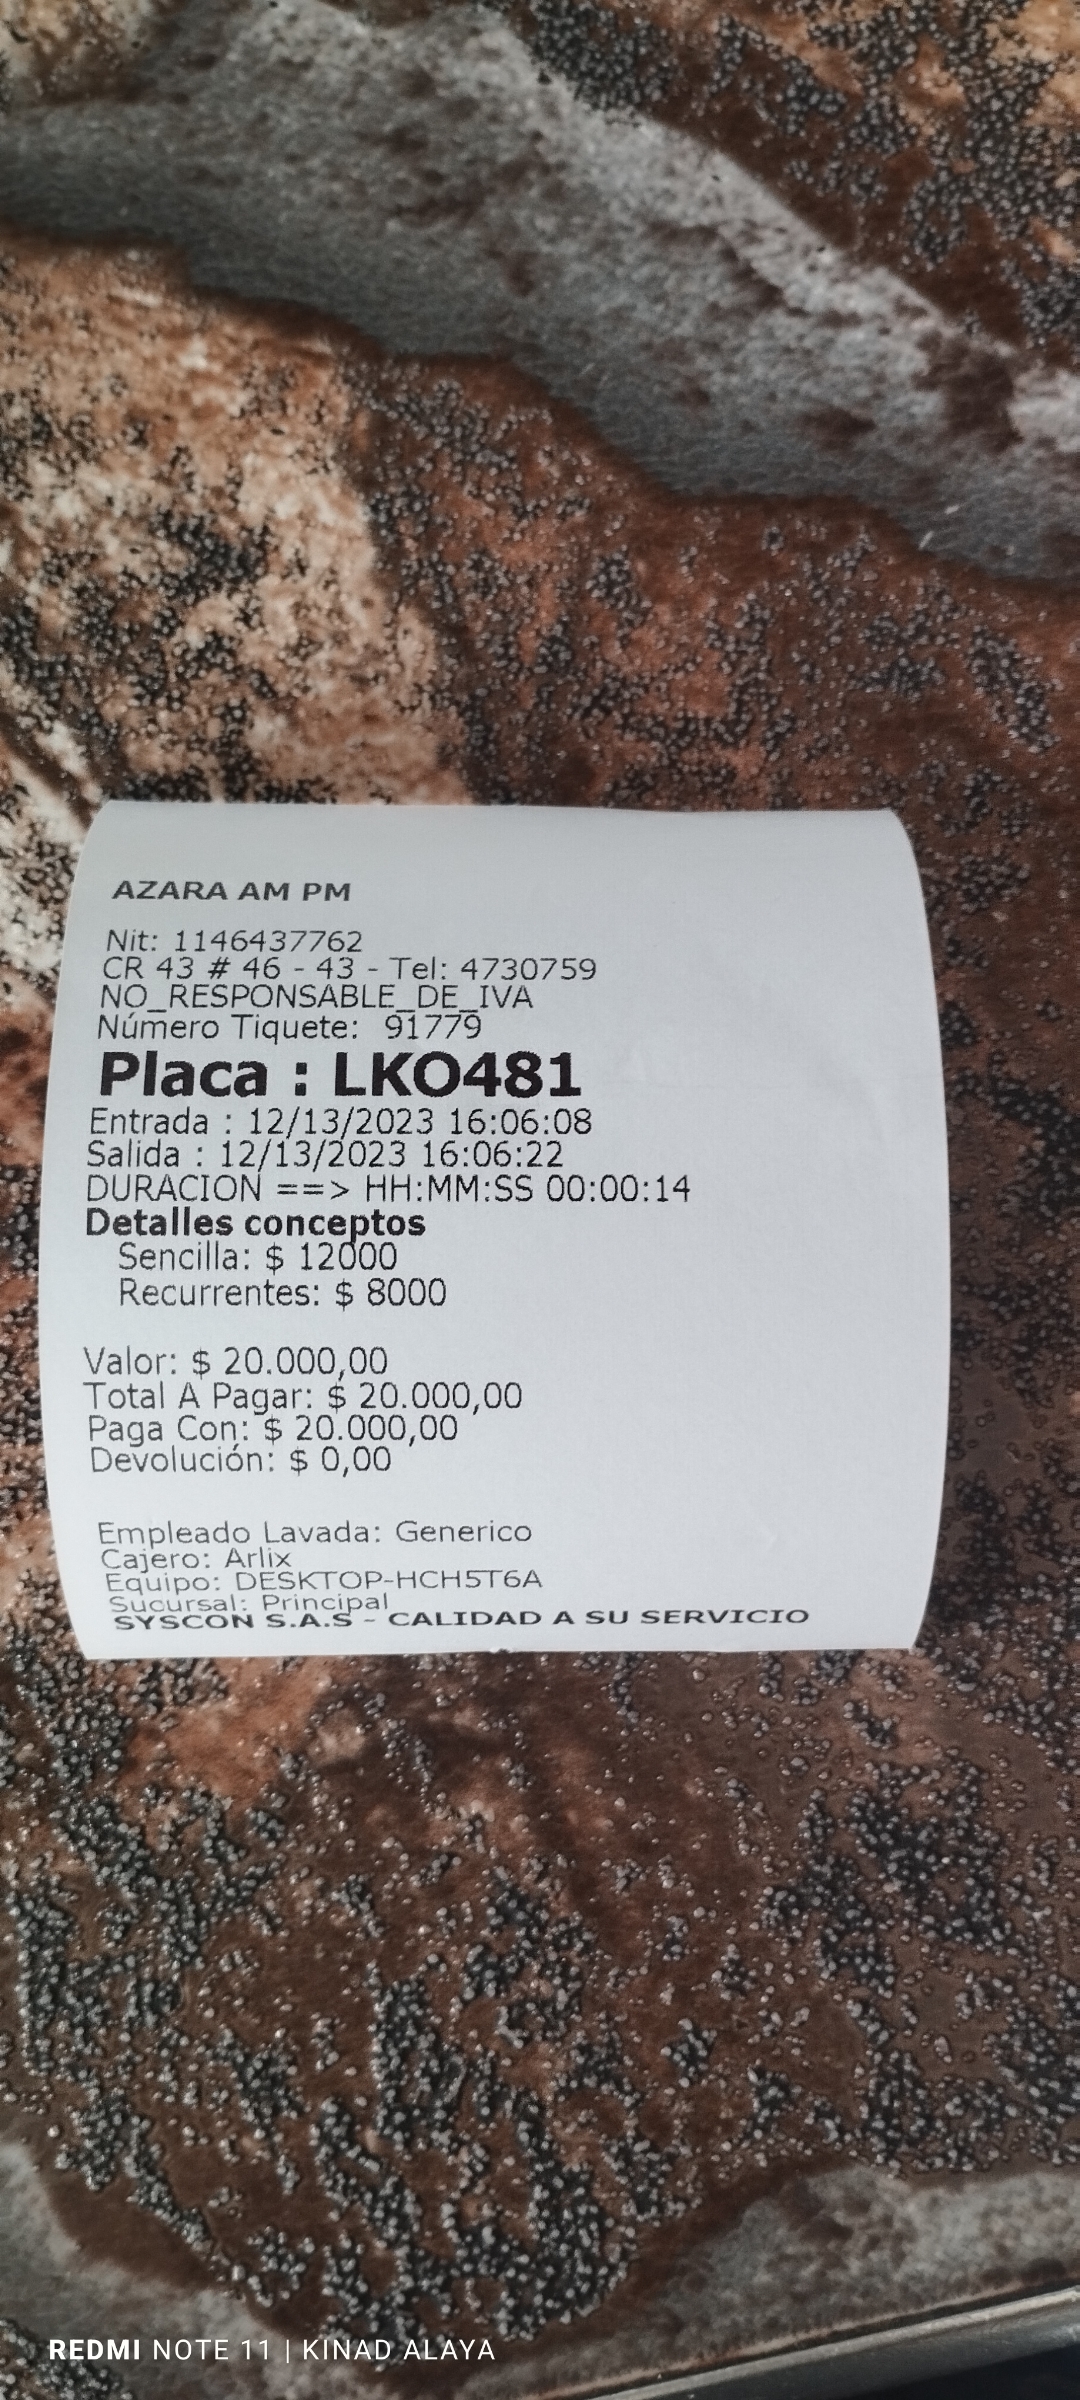 AZARA AM PM
Nit: 1146437762
CR 43 # 46 - 43 - Tel: 4730759
NO_RESPONSABLE_DE_IVA
Número Tiquete: 91779
Placa : LKO481
Entrada : 12/13/2023 16:06:08
Salida : 12/13/2023 16:06:22
DURACION ==> HH:MM:SS 00:00:14
Detalles conceptos
Sencilla: $ 12000
Recurrentes: $ 8000
Valor: $ 20.000,00
Total A Pagar: $ 20.000,00
Paga Con: $ 20.000,00
Devolución: $ 0,00
Empleado Lavada: Generico
Cajero: Arlix
Equipo: DESKTOP-HCH5T6A
Sucursal: Principal
SYSCON S.A.S - CALIDAD A SU SERVICIO
REDMI NOTE 11 | KINAD ALAYA